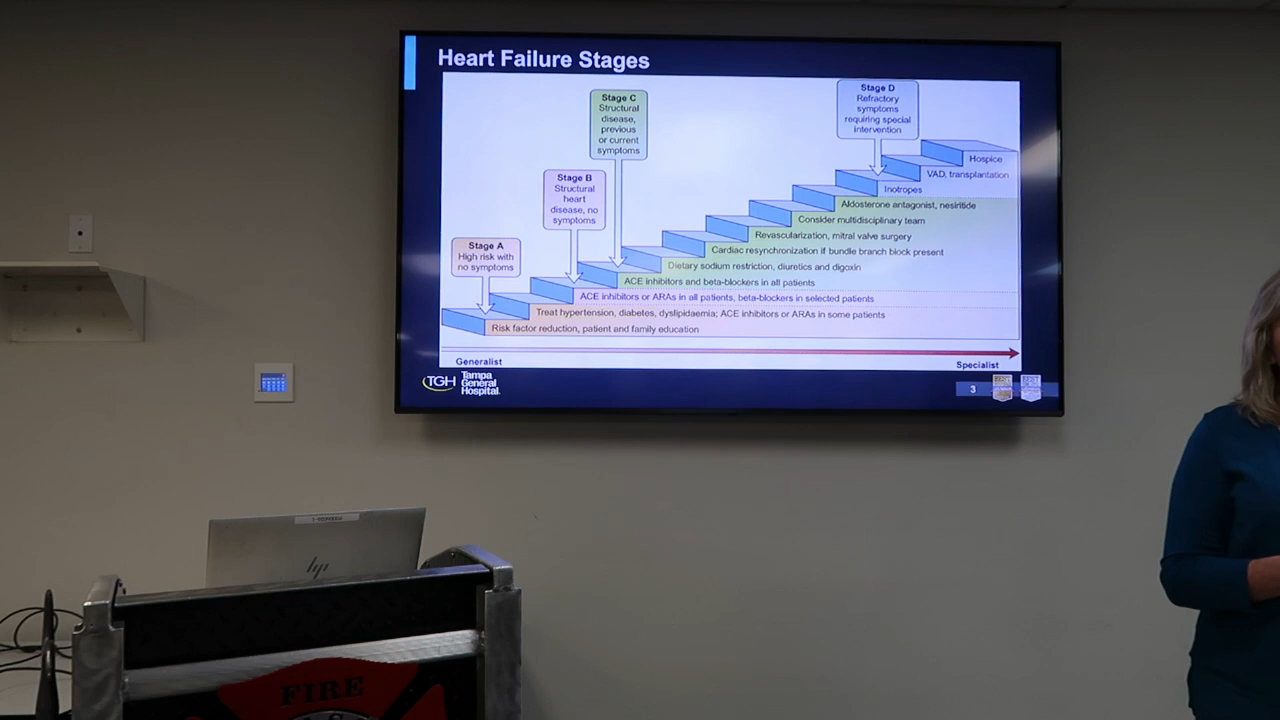 Heart Failure Stages
Stage D
Refractory
symptoms
requiring special
intervention
Stage C
Structural
disease,
previous
or current
symptoms
Stage B
Structural
heart
disease, no
symptoms
Stage A
High risk with
no symptoms
Hospice
VAD, transplantation
Inotropes
Aldosterone antagonist, nesiritide
Consider multidisciplinary team
Revascularization, mitral valve surgery
Cardiac resynchronization if bundle branch block present
Dietary sodium restriction, diuretics and digoxin
ACE inhibitors and beta-blockers in all patients
ACE inhibitors or ARAs in all patients, beta-blockers in selected patients
Treat hypertension, diabetes, dyslipidaemia; ACE inhibitors or ARAs in some patients
Risk factor reduction, patient and family education
Generalist
Specialist
TGH
Tampa
General
Hospital.
3
hp
FIRE